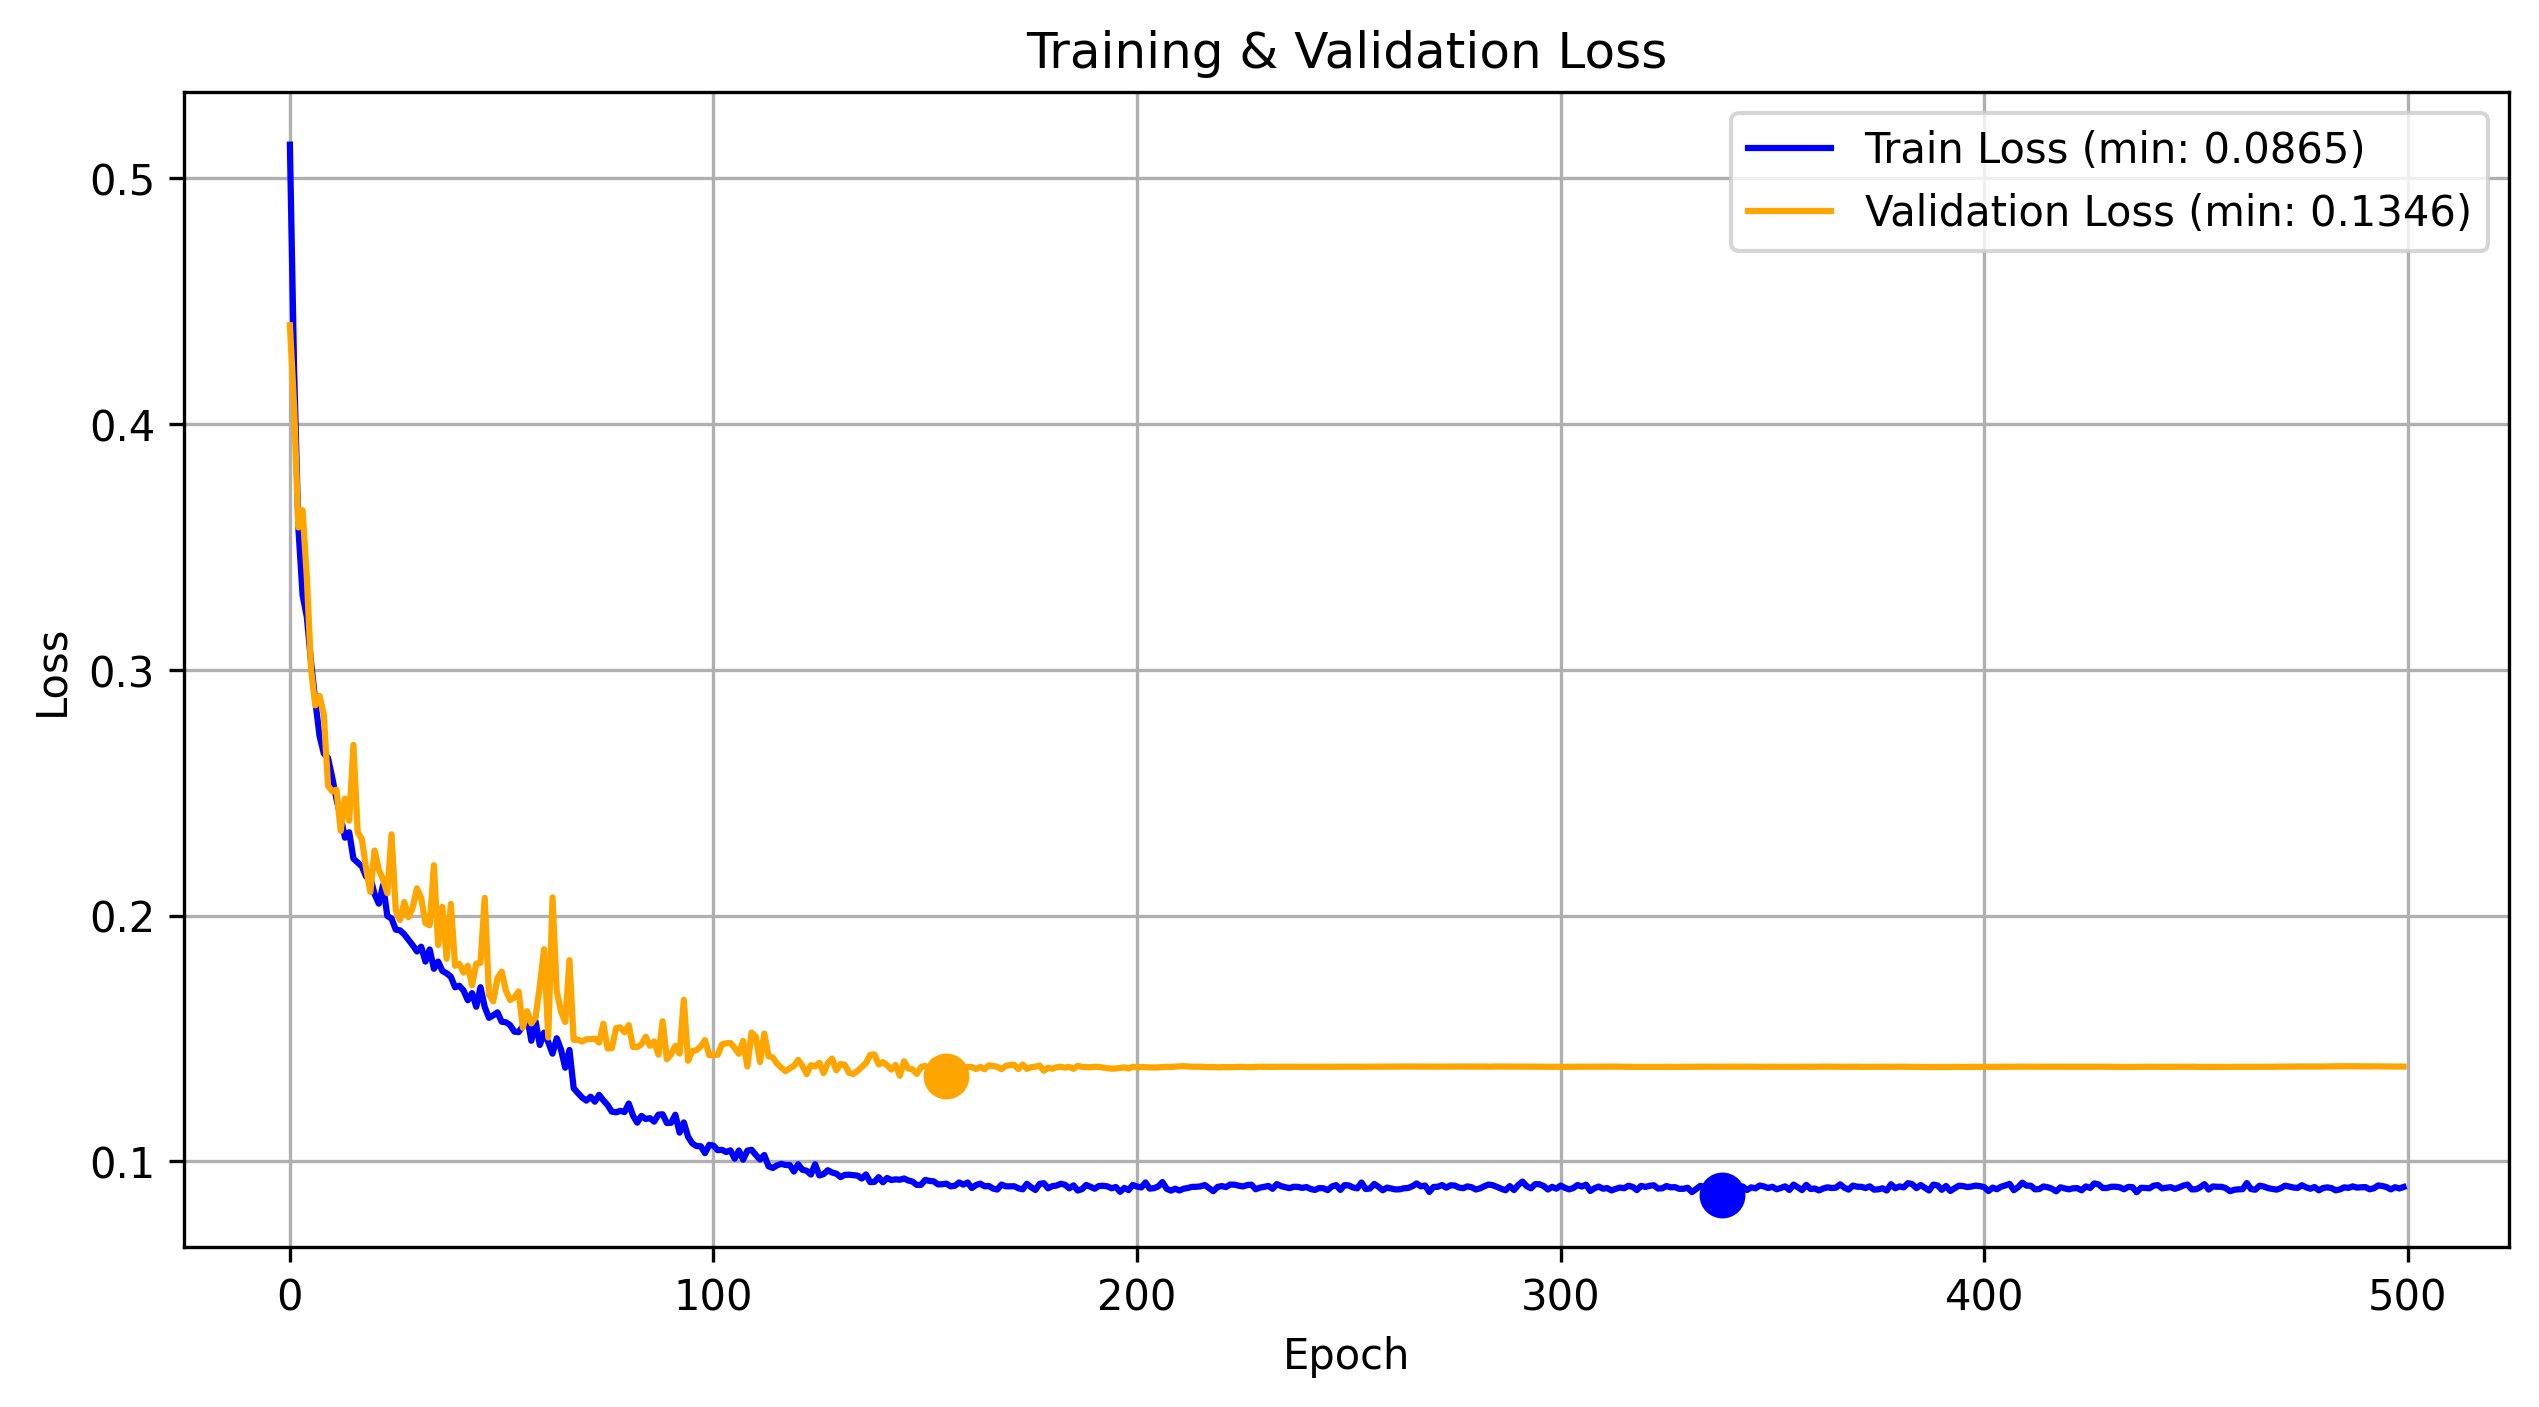 Training & Validation Loss
Train Loss (min: 0.0865)
Validation Loss (min: 0.1346)
0.5
0.4
0.3
0.2
0.1
Loss
0 100 200 300 400 500
Epoch